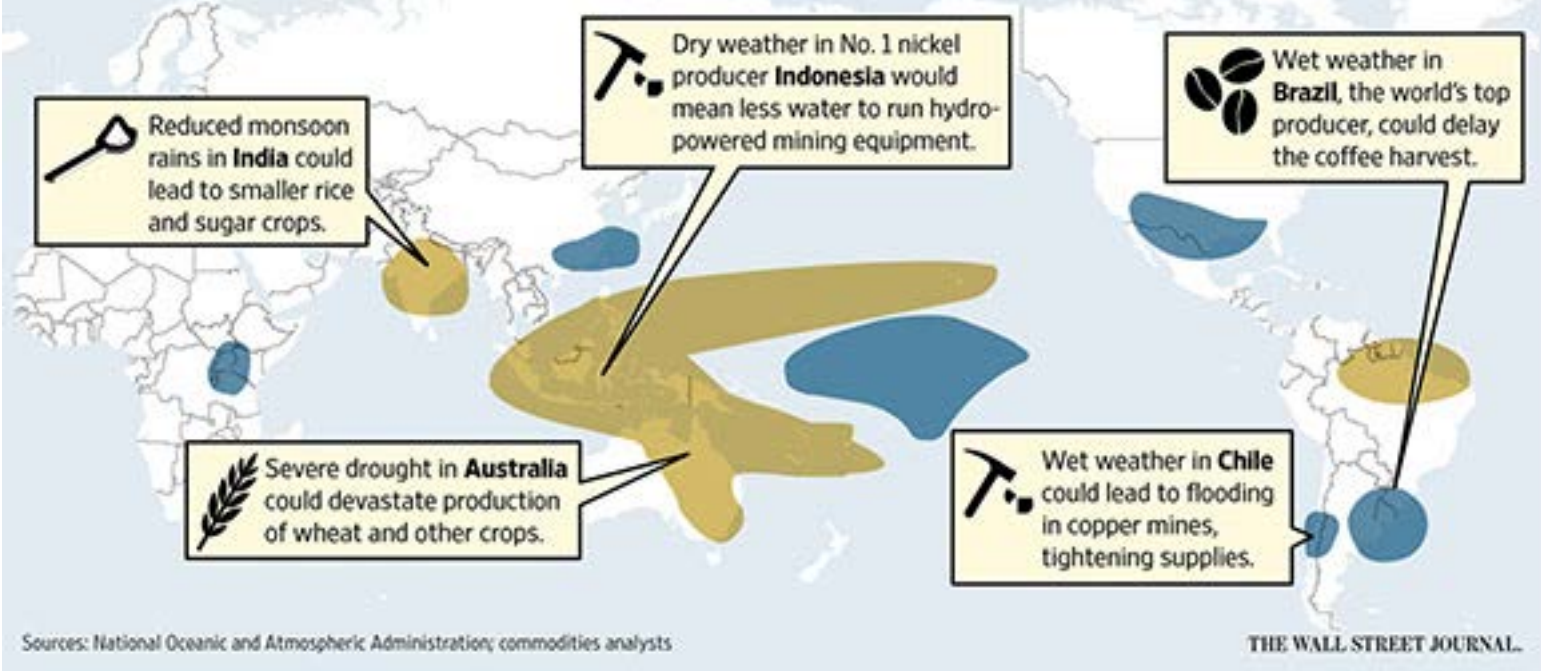 Dry weather in No. 1 nickel
producer Indonesia would
mean less water to run hydro-
powered mining equipment.
Wet weather in
Brazil, the world's top
producer, could delay
the coffee harvest.
Reduced monsoon
rains in India could
lead to smaller rice
and sugar crops.
Severe drought in Australia
could devastate production
of wheat and other crops.
Wet weather in Chile
could lead to flooding
in copper mines,
tightening supplies.
Sources: National Oceanic and Atmospheric Administration; commodities analysts
THE WALL STREET JOURNAL.